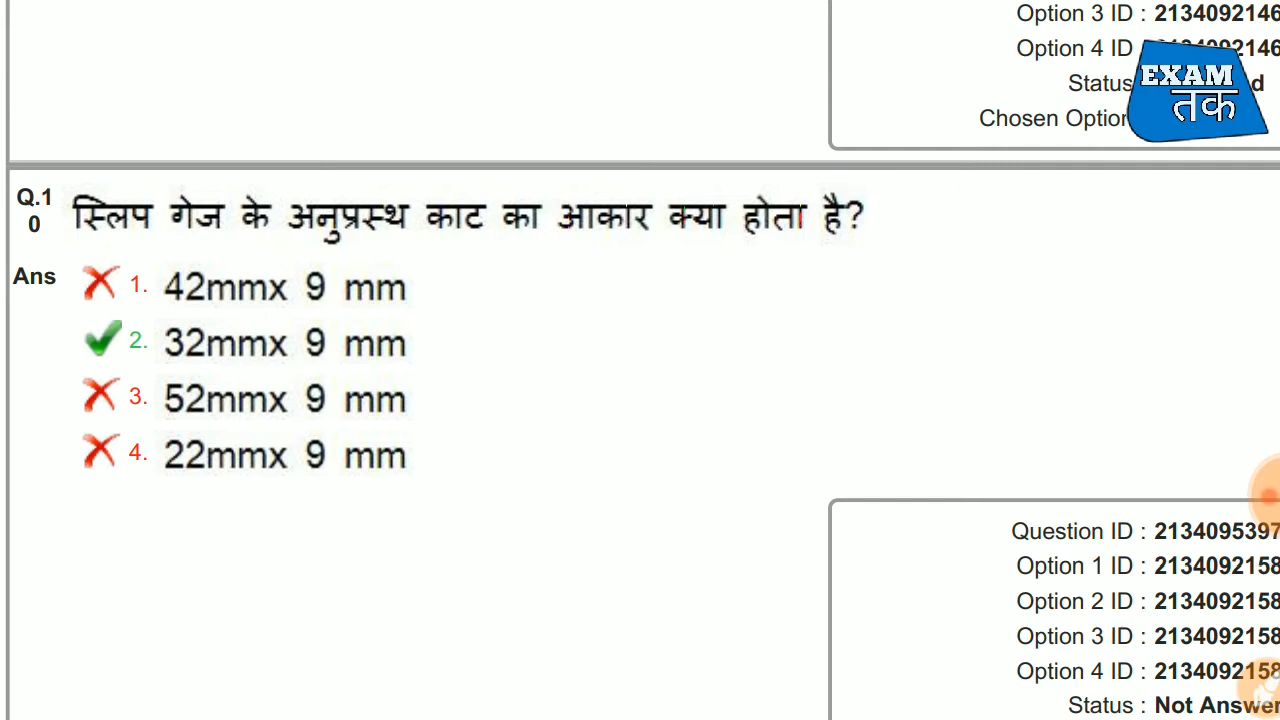 Option 3 ID : 2134092146
Option 4 ID
Status
Chosen Option
EXAM
तक
Q.1
0
स्लिप गेज के अनुप्रस्थ काट का आकार क्या होता है?
Ans
1. 42mmx 9 mm
2. 32mmx 9 mm
3. 52mmx 9 mm
4. 22mmx 9 mm
Question ID : 2134095397
Option 1 ID : 2134092158
Option 2 ID : 2134092158
Option 3 ID : 2134092158
Option 4 ID : 2134092158
Status : Not Answer